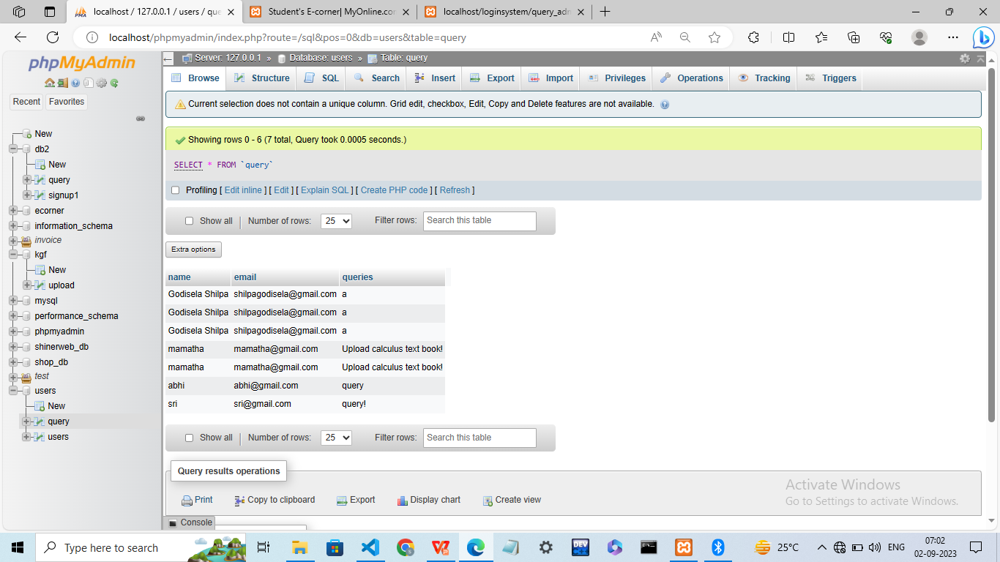 localhost / 127.0.0.1 / users / que
Student's E-corner| MyOnline.con
localhost/loginsystem/query_adm
localhost/phpmyadmin/index.php?route=/sql&pos=0&db=users&table=query
phpMyAdmin
Recent Favorites
New
db2
New
query
signup1
ecorner
information_schema
invoice
kgf
New
upload
mysql
performance_schema
phpmyadmin
shinerweb_db
shop_db
test
users
New
query
users
Server: 127.0.0.1 » Database: users » Table: query
Browse Structure SQL Search Insert Export Import Privileges Operations Tracking Triggers
Current selection does not contain a unique column. Grid edit, checkbox, Edit, Copy and Delete features are not available.
Showing rows 0 - 6 (7 total, Query took 0.0005 seconds.)
SELECT * FROM `query`
Profiling [ Edit inline ] [ Edit ] [ Explain SQL ] [ Create PHP code ] [ Refresh ]
Show all | Number of rows: 25 Filter rows: Search this table
Extra options
name email queries
Godisela Shilpa shilpagodisela@gmail.com a
Godisela Shilpa shilpagodisela@gmail.com a
Godisela Shilpa shilpagodisela@gmail.com a
mamatha mamatha@gmail.com Upload calculus text book!
mamatha mamatha@gmail.com Upload calculus text book!
abhi abhi@gmail.com query
sri sri@gmail.com query!
Show all | Number of rows: 25 Filter rows: Search this table
Query results operations
Print Copy to clipboard Export Display chart Create view
Activate Windows
Go to Settings to activate Windows.
Console
Type here to search
DEV
25°C
ENG
07:02
02-09-2023